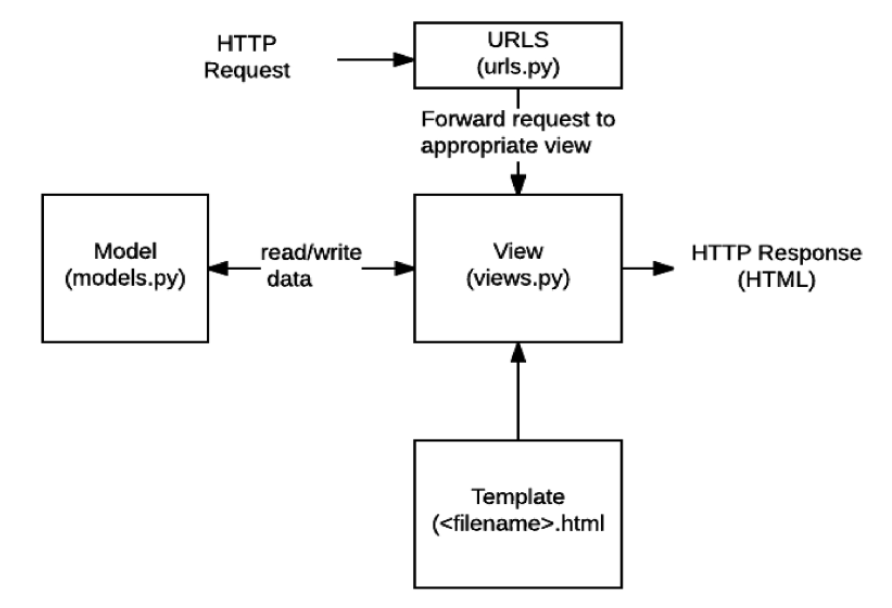 HTTP
Request
URLS
(urls.py)
Forward request to
appropriate view
Model
(models.py)
read/write
data
View
(views.py)
HTTP Response
(HTML)
Template
(<filename>.html